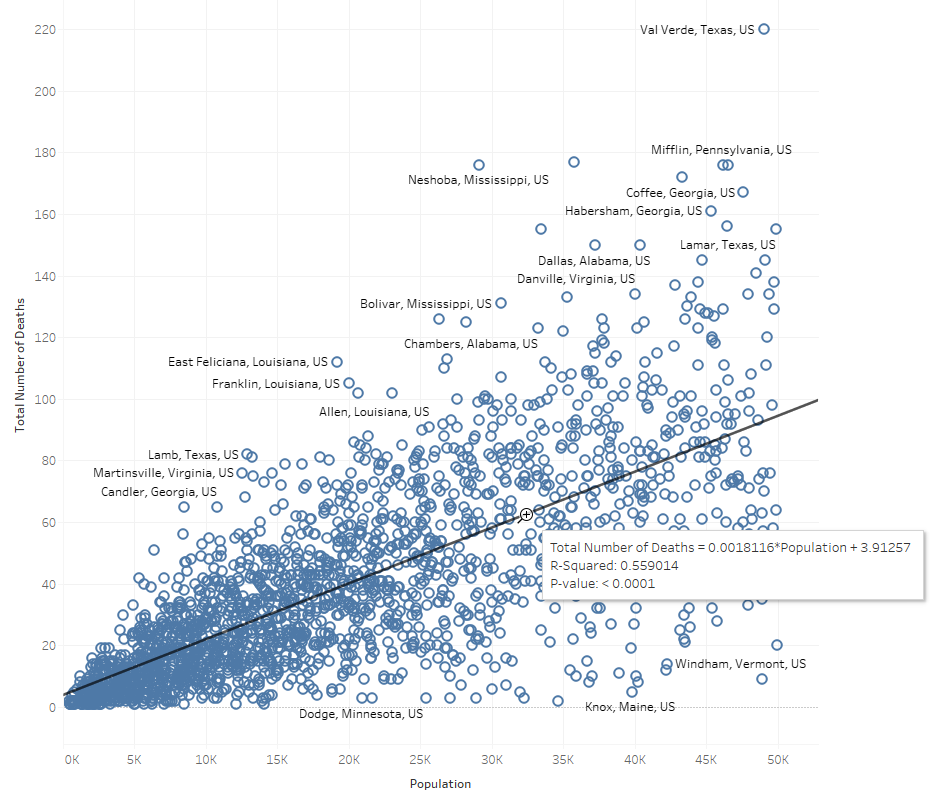 220
Val Verde, Texas, US
200
180
Mifflin, Pennsylvania, US
Neshoba, Mississippi, US
Coffee, Georgia, US
160
Habersham, Georgia, US
Lamar, Texas, US
Dallas, Alabama, US
140
Danville, Virginia, US
Bolivar, Mississippi, US
120
Chambers, Alabama, US
East Feliciana, Louisiana, US
Franklin, Louisiana, US
100
Allen, Louisiana, US
Total Number of Deaths
80
Lamb, Texas, US
Martinsville, Virginia, US
Candler, Georgia, US
60
Total Number of Deaths = 0.0018116*Population + 3.91257
R-Squared: 0.559014
P-value: < 0.0001
40
20
Windham, Vermont, US
0
Dodge, Minnesota, US
Knox, Maine, US
0K 5K 10K 15K 20K 25K 30K 35K 40K 45K 50K
Population